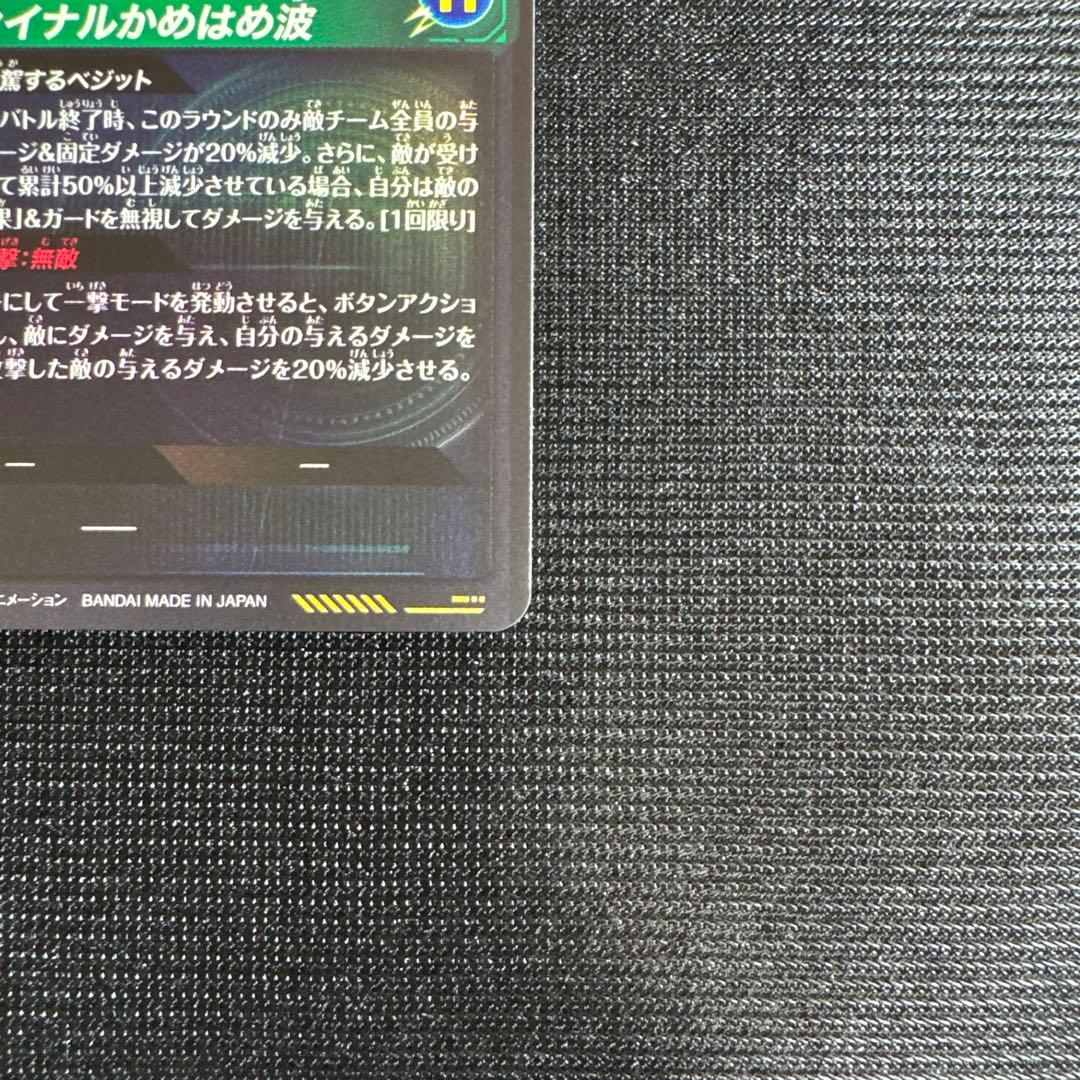 イナルかめはめ波
駕するベジット
バトル終了時、このラウンドのみ敵チーム全員の与
ージ&固定ダメージが20%減少。さらに、敵が受け
て累計50%以上減少させている場合、自分は敵の
果」&ガードを無視してダメージを与える。[1回限り]
撃:無敵
にして一撃モードを発動させると、ボタンアクショ
し、敵にダメージを与え、自分の与えるダメージを
撃した敵の与えるダメージを20%減少させる。
ー
ー
ー
ニメーション BANDAI MADE IN JAPAN